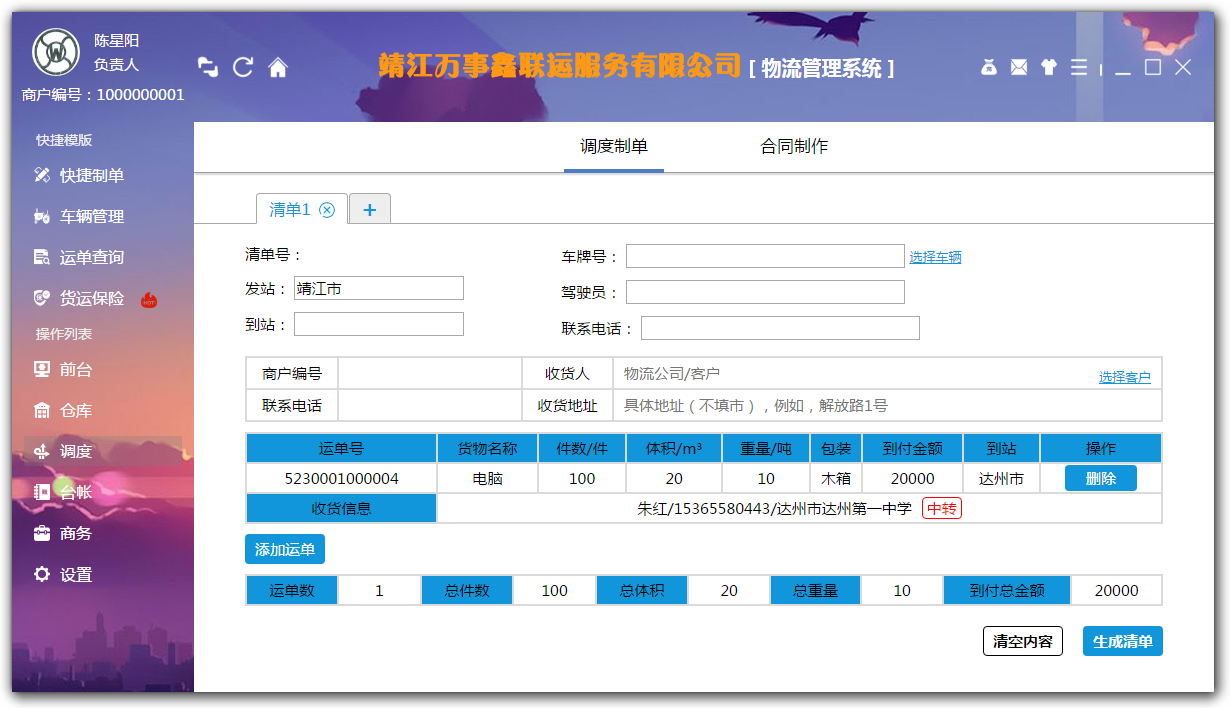 陈星阳
负责人
商户编号：1000000001
靖江万事鑫联运服务有限公司 [ 物流管理系统 ]
快捷模版
快捷制单
车辆管理
运单查询
货运保险 HOT
操作列表
前台
仓库
调度
台帐
商务
设置
调度制单 合同制作
清单1 +
清单号： 车牌号： 选择车辆
发站： 靖江市 驾驶员：
到站： 联系电话：
商户编号 收货人 物流公司/客户 选择客户
联系电话 收货地址 具体地址（不填市），例如，解放路1号
运单号 货物名称 件数/件 体积/m³ 重量/吨 包装 到付金额 到站 操作
5230001000004 电脑 100 20 10 木箱 20000 达州市 删除
收货信息 朱红/15365580443/达州市达州第一中学 中转
添加运单
运单数 1 总件数 100 总体积 20 总重量 10 到付总金额 20000
清空内容 生成清单